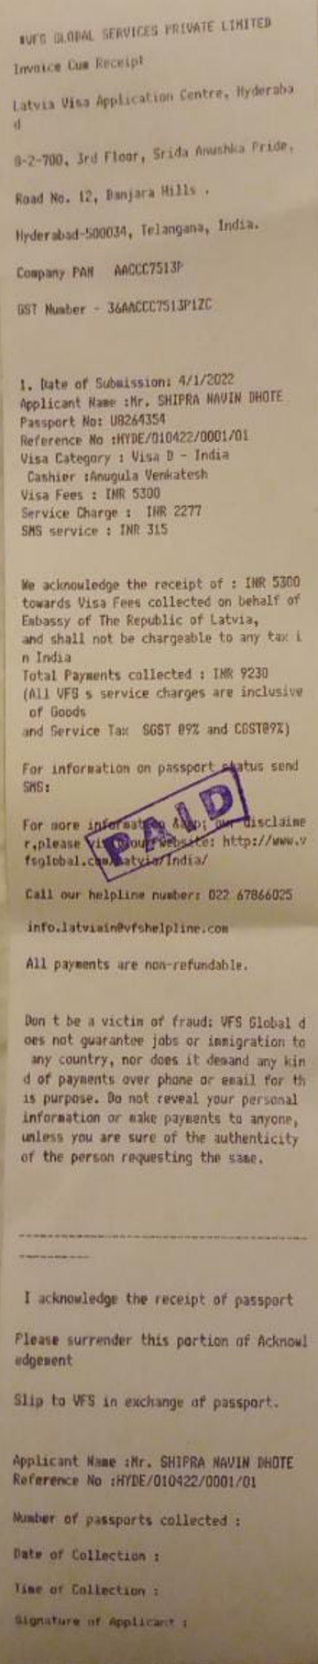 #VFS GLOBAL SERVICES PRIVATE LIMITED
Invoice Cum Receipt
Latvia Visa Application Centre, Hyderaba
d
8-2-700, 3rd Floor, Srida Anushka Pride,
Road No. 12, Banjara Hills .
Hyderabad-500034, Telangana, India.
Company PAN AACCC7513P
GST Number - 36AACCC7513P1ZC
1. Date of Submission: 4/1/2022
Applicant Name :Mr. SHIPRA NAVIN DHOTE
Passport No: U8264354
Reference No :HYDE/010422/0001/01
Visa Category : Visa D - India
Cashier :Anugula Venkatesh
Visa Fees : INR 5300
Service Charge : INR 2277
SMS service : INR 315
We acknowledge the receipt of : INR 5300
towards Visa Fees collected on behalf of
Embassy of The Republic of Latvia,
and shall not be chargeable to any tax i
n India
Total Payments collected : INR 9230
(All VFS s service charges are inclusive
of Goods
and Service Tax SGST @9% and CGST@9%)
For information on passport status send
SMS:
PAID
For more information &amp; our disclaime
r,please visit our website: http://www.v
fsglobal.com/latvia/India/
Call our helpline number: 022 67866025
info.latviain@vfshelpline.com
All payments are non-refundable.
Don t be a victim of fraud: VFS Global d
oes not guarantee jobs or immigration to
any country, nor does it demand any kin
d of payments over phone or email for th
is purpose. Do not reveal your personal
information or make payments to anyone,
unless you are sure of the authenticity
of the person requesting the same.
I acknowledge the receipt of passport
Please surrender this portion of Acknowl
edgement
Slip to VFS in exchange of passport.
Applicant Name :Mr. SHIPRA NAVIN DHOTE
Reference No :HYDE/010422/0001/01
Number of passports collected :
Date of Collection :
Time of Collection :
Signature of Applicant :